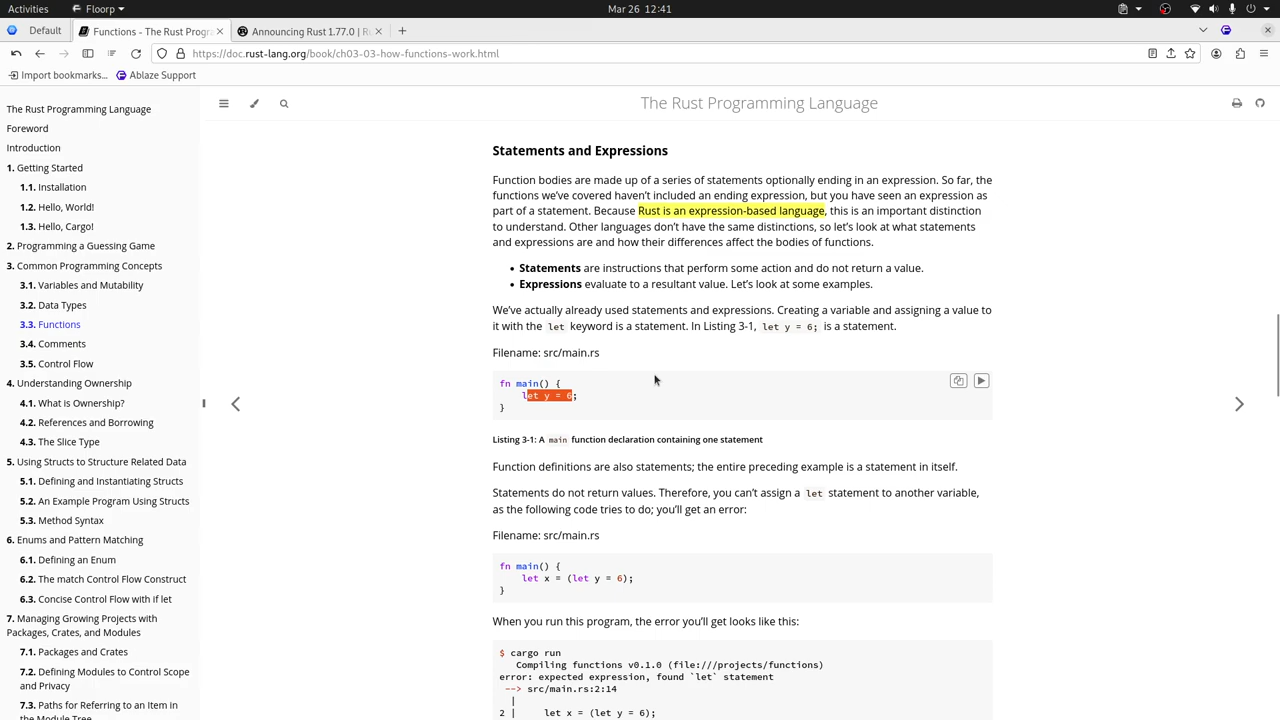 Activities
Floorp
Mar 26 12:41
Default
Functions - The Rust Progr
Announcing Rust 1.77.0 | Ru
https://doc.rust-lang.org/book/ch03-03-how-functions-work.html
Import bookmarks...
Ablaze Support
The Rust Programming Language
Foreword
Introduction
1. Getting Started
1.1. Installation
1.2. Hello, World!
1.3. Hello, Cargo!
2. Programming a Guessing Game
3. Common Programming Concepts
3.1. Variables and Mutability
3.2. Data Types
3.3. Functions
3.4. Comments
3.5. Control Flow
4. Understanding Ownership
4.1. What is Ownership?
4.2. References and Borrowing
4.3. The Slice Type
5. Using Structs to Structure Related Data
5.1. Defining and Instantiating Structs
5.2. An Example Program Using Structs
5.3. Method Syntax
6. Enums and Pattern Matching
6.1. Defining an Enum
6.2. The match Control Flow Construct
6.3. Concise Control Flow with if let
7. Managing Growing Projects with
Packages, Crates, and Modules
7.1. Packages and Crates
7.2. Defining Modules to Control Scope
and Privacy
7.3. Paths for Referring to an Item in
the Module Tree
The Rust Programming Language
Statements and Expressions
Function bodies are made up of a series of statements optionally ending in an expression. So far, the
functions we’ve covered haven’t included an ending expression, but you have seen an expression as
part of a statement. Because Rust is an expression-based language, this is an important distinction
to understand. Other languages don’t have the same distinctions, so let’s look at what statements
and expressions are and how their differences affect the bodies of functions.
• Statements are instructions that perform some action and do not return a value.
• Expressions evaluate to a resultant value. Let’s look at some examples.
We’ve actually already used statements and expressions. Creating a variable and assigning a value to
it with the let keyword is a statement. In Listing 3-1, let y = 6; is a statement.
Filename: src/main.rs
fn main() {
let y = 6;
}
Listing 3-1: A main function declaration containing one statement
Function definitions are also statements; the entire preceding example is a statement in itself.
Statements do not return values. Therefore, you can’t assign a let statement to another variable,
as the following code tries to do; you’ll get an error:
Filename: src/main.rs
fn main() {
let x = (let y = 6);
}
When you run this program, the error you’ll get looks like this:
$ cargo run
Compiling functions v0.1.0 (file:///projects/functions)
error: expected expression, found `let` statement
--> src/main.rs:2:14
|
2 | let x = (let y = 6);